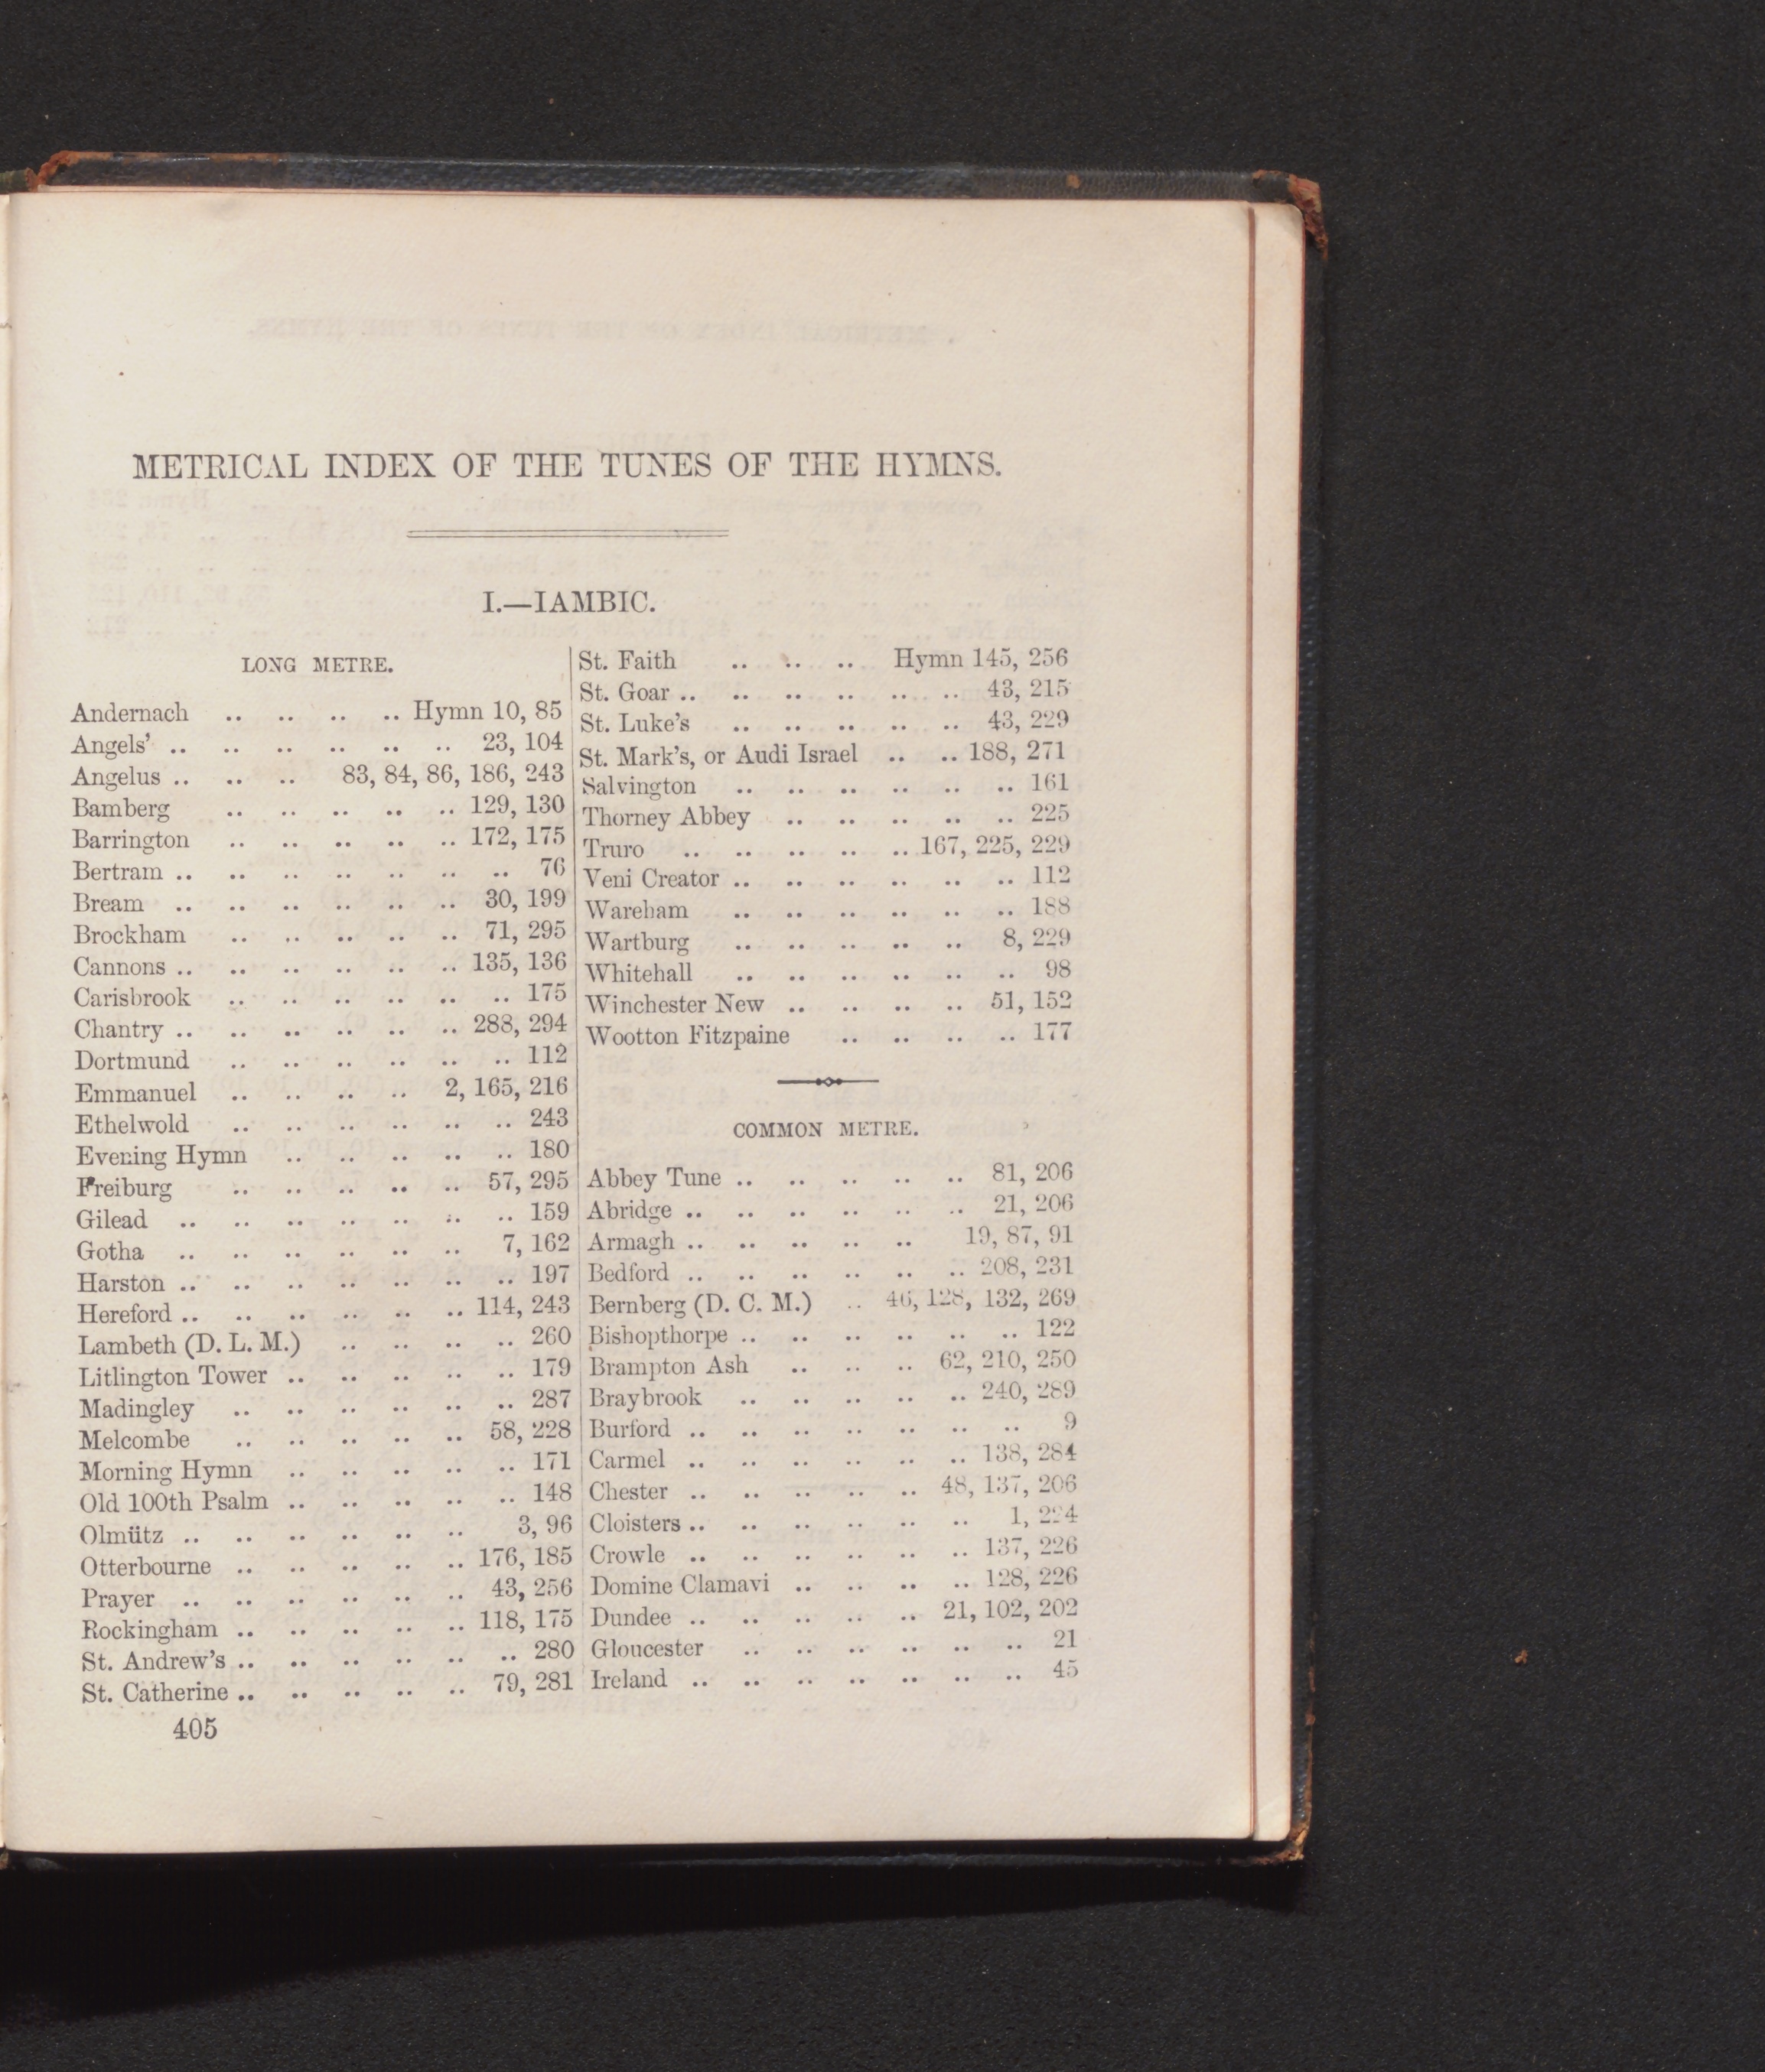 METRICAL INDEX OF THE TUNES OF THE HYMNS.
I.—IAMBIC.
LONG METRE.
Andernach .. .. .. .. Hymn 10, 85
Angels' .. .. .. .. .. .. 23, 104
Angelus .. .. .. 83, 84, 86, 186, 243
Bamberg .. .. .. .. .. 129, 130
Barrington .. .. .. .. .. 172, 175
Bertram .. .. .. .. .. .. .. 76
Bream .. .. .. .. .. .. 30, 199
Brockham .. .. .. .. .. 71, 295
Cannons .. .. .. .. .. .. 135, 136
Carisbrook .. .. .. .. .. .. 175
Chantry .. .. .. .. .. .. 288, 294
Dortmund .. .. .. .. .. .. 112
Emmanuel .. .. .. .. 2, 165, 216
Ethelwold .. .. .. .. .. .. 243
Evening Hymn .. .. .. .. .. 180
Freiburg .. .. .. .. .. 57, 295
Gilead .. .. .. .. .. .. .. 159
Gotha .. .. .. .. .. .. 7, 162
Harston .. .. .. .. .. .. .. 197
Hereford .. .. .. .. .. .. 114, 243
Lambeth (D. L. M.) .. .. .. .. 260
Litlington Tower .. .. .. .. .. 179
Madingley .. .. .. .. .. .. 287
Melcombe .. .. .. .. .. 58, 228
Morning Hymn .. .. .. .. .. 171
Old 100th Psalm .. .. .. .. .. 148
Olmütz .. .. .. .. .. .. 3, 96
Otterbourne .. .. .. .. .. 176, 185
Prayer .. .. .. .. .. .. 43, 256
Rockingham .. .. .. .. .. 118, 175
St. Andrew's .. .. .. .. .. .. 280
St. Catherine .. .. .. .. .. 79, 281
St. Faith .. .. .. Hymn 145, 256
St. Goar .. .. .. .. .. .. 43, 215
St. Luke's .. .. .. .. .. 43, 229
St. Mark's, or Audi Israel .. .. 188, 271
Salvington .. .. .. .. .. .. 161
Thorney Abbey .. .. .. .. .. 225
Truro .. .. .. .. .. 167, 225, 229
Veni Creator .. .. .. .. .. .. 112
Wareham .. .. .. .. .. .. 188
Wartburg .. .. .. .. .. 8, 229
Whitehall .. .. .. .. .. .. 98
Winchester New .. .. .. .. 51, 152
Wootton Fitzpaine .. .. .. .. 177
COMMON METRE.
Abbey Tune .. .. .. .. .. 81, 206
Abridge .. .. .. .. .. .. 21, 206
Armagh .. .. .. .. .. 19, 87, 91
Bedford .. .. .. .. .. .. 208, 231
Bernberg (D. C. M.) .. 46, 128, 132, 269
Bishopthorpe .. .. .. .. .. .. 122
Brampton Ash .. .. .. 62, 210, 250
Braybrook .. .. .. .. .. 240, 289
Burford .. .. .. .. .. .. .. 9
Carmel .. .. .. .. .. .. 138, 284
Chester .. .. .. .. .. 48, 137, 206
Cloisters .. .. .. .. .. .. 1, 294
Crowle .. .. .. .. .. .. 137, 226
Domine Clamavi .. .. .. .. 128, 226
Dundee .. .. .. .. .. 21, 102, 202
Gloucester .. .. .. .. .. .. 21
Ireland .. .. .. .. .. .. .. 45
405